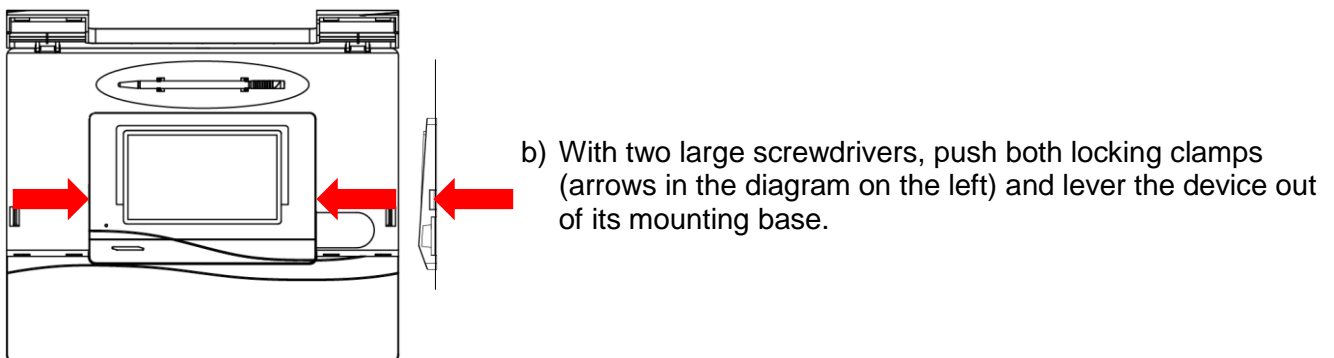 b) With two large screwdrivers, push both locking clamps
(arrows in the diagram on the left) and lever the device out
of its mounting base.